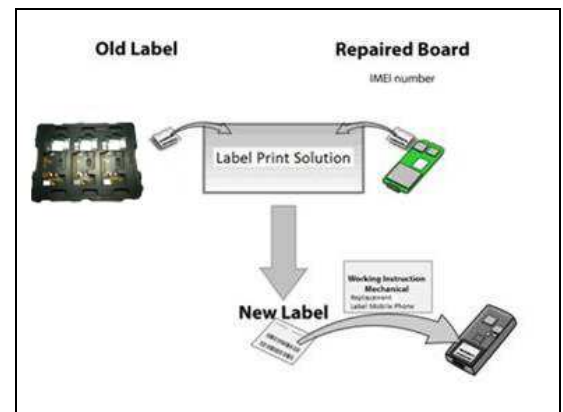 Old Label
Repaired Board
IMEI number
Label Print Solution
Working Instruction
Mechanical
Replacement
Label Mobile Phone
New Label